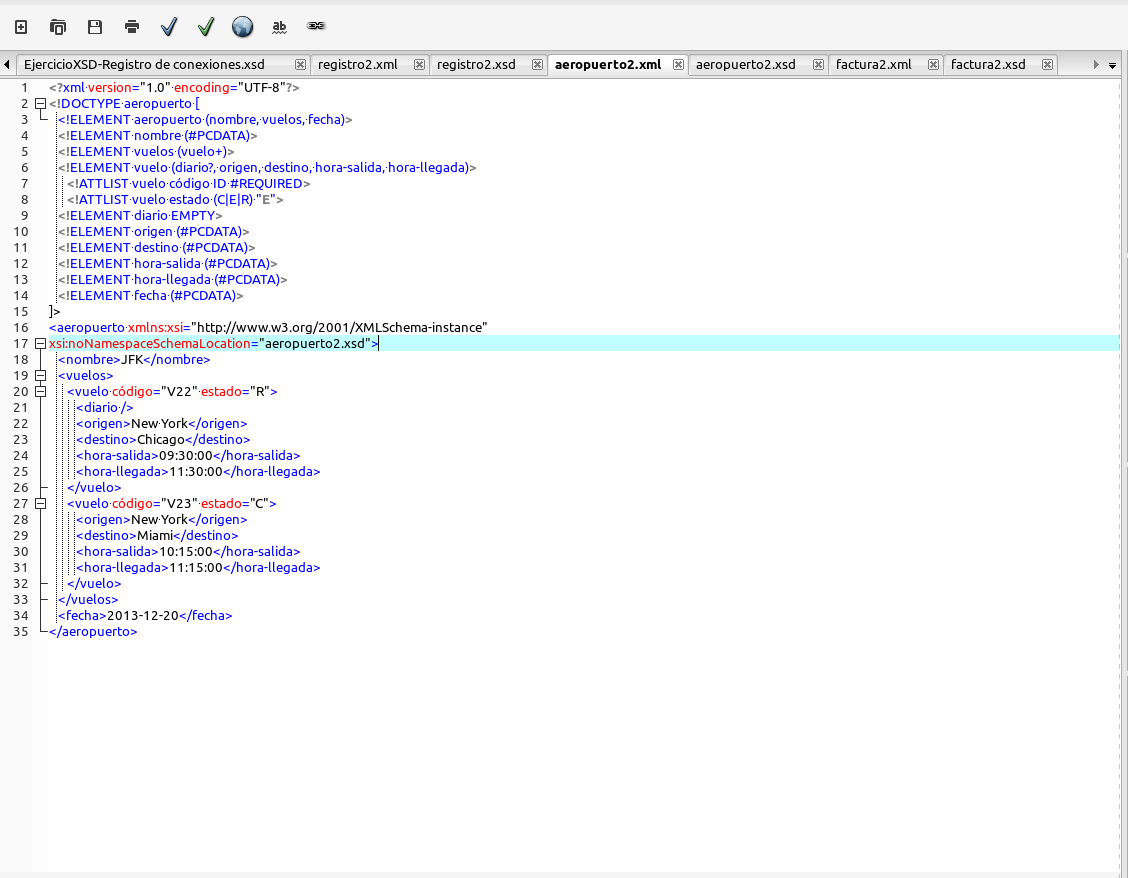 ab
EjercicioXSD-Registro de conexiones.xsd registro2.xml registro2.xsd aeropuerto2.xml aeropuerto2.xsd factura2.xml factura2.xsd
1 <?xml version="1.0" encoding="UTF-8"?>
2 <!DOCTYPE aeropuerto [
3 <!ELEMENT aeropuerto (nombre, vuelos, fecha)>
4 <!ELEMENT nombre (#PCDATA)>
5 <!ELEMENT vuelos (vuelo+)>
6 <!ELEMENT vuelo (diario?, origen, destino, hora-salida, hora-llegada)>
7 <!ATTLIST vuelo código ID #REQUIRED>
8 <!ATTLIST vuelo estado (C|E|R) "E">
9 <!ELEMENT diario EMPTY>
10 <!ELEMENT origen (#PCDATA)>
11 <!ELEMENT destino (#PCDATA)>
12 <!ELEMENT hora-salida (#PCDATA)>
13 <!ELEMENT hora-llegada (#PCDATA)>
14 <!ELEMENT fecha (#PCDATA)>
15 ]>
16 <aeropuerto xmlns:xsi="http://www.w3.org/2001/XMLSchema-instance"
17 xsi:noNamespaceSchemaLocation="aeropuerto2.xsd">
18 <nombre>JFK</nombre>
19 <vuelos>
20 <vuelo código="V22" estado="R">
21 <diario />
22 <origen>New York</origen>
23 <destino>Chicago</destino>
24 <hora-salida>09:30:00</hora-salida>
25 <hora-llegada>11:30:00</hora-llegada>
26 </vuelo>
27 <vuelo código="V23" estado="C">
28 <origen>New York</origen>
29 <destino>Miami</destino>
30 <hora-salida>10:15:00</hora-salida>
31 <hora-llegada>11:15:00</hora-llegada>
32 </vuelo>
33 </vuelos>
34 <fecha>2013-12-20</fecha>
35 </aeropuerto>